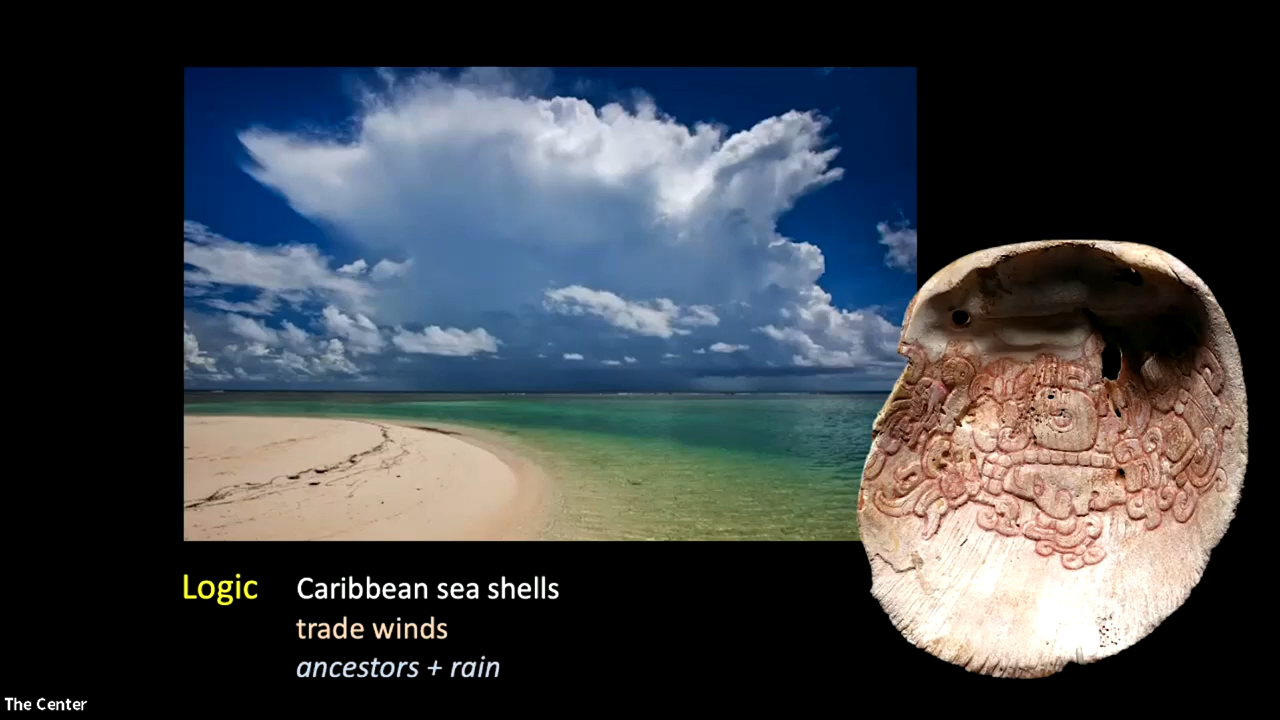 Logic Caribbean sea shells
trade winds
ancestors + rain
The Center